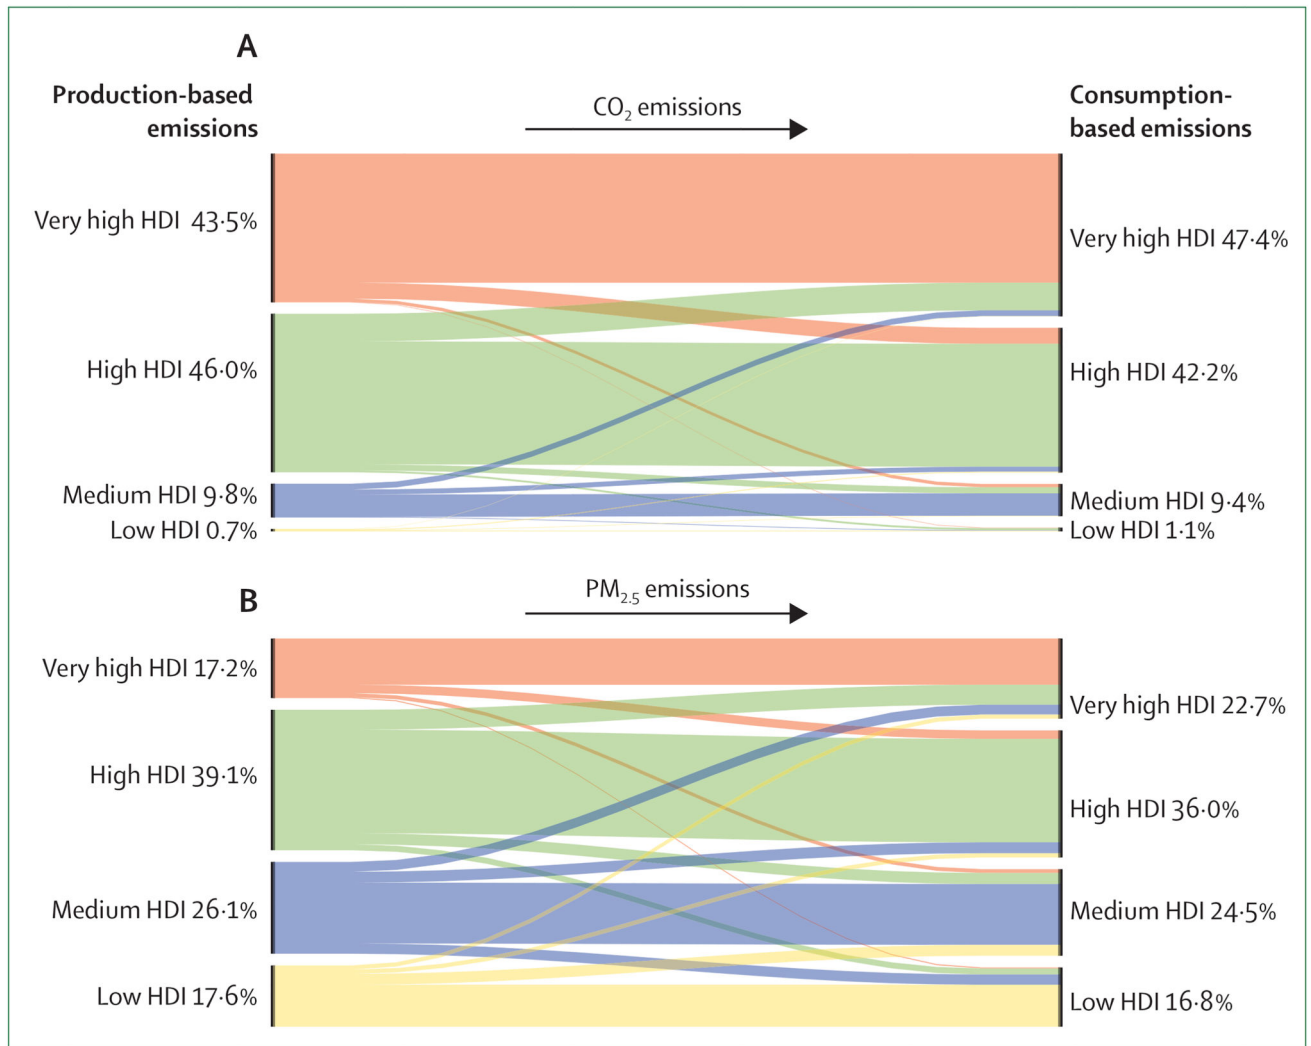 A
Production-based
emissions
CO₂ emissions
Consumption-
based emissions
Very high HDI 43·5%
High HDI 46·0%
Medium HDI 9·8%
Low HDI 0.7%
Very high HDI 47·4%
High HDI 42·2%
Medium HDI 9·4%
Low HDI 1·1%
B
PM₂.₅ emissions
Very high HDI 17·2%
High HDI 39·1%
Medium HDI 26·1%
Low HDI 17·6%
Very high HDI 22·7%
High HDI 36·0%
Medium HDI 24·5%
Low HDI 16·8%